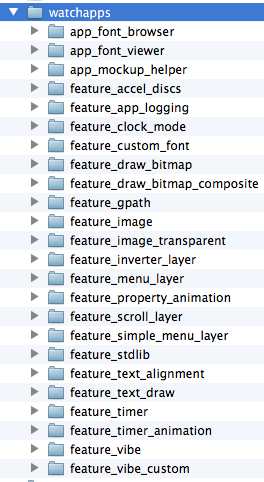 watchapps
app_font_browser
app_font_viewer
app_mockup_helper
feature_accel_discs
feature_app_logging
feature_clock_mode
feature_custom_font
feature_draw_bitmap
feature_draw_bitmap_composite
feature_gpath
feature_image
feature_image_transparent
feature_inverter_layer
feature_menu_layer
feature_property_animation
feature_scroll_layer
feature_simple_menu_layer
feature_stdlib
feature_text_alignment
feature_text_draw
feature_timer
feature_timer_animation
feature_vibe
feature_vibe_custom